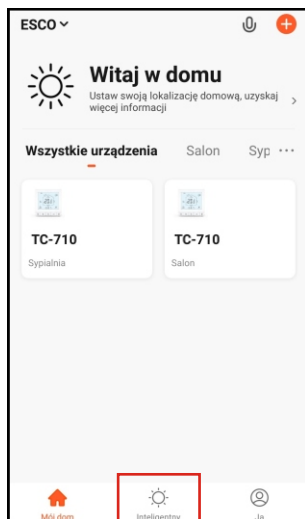 ESCO
Witaj w domu
Ustaw swoją lokalizację domową, uzyskaj
więcej informacji
Wszystkie urządzenia Salon Syp ...
TC-710 TC-710
Sypialnia Salon
Mój dom Inteligentny Ja